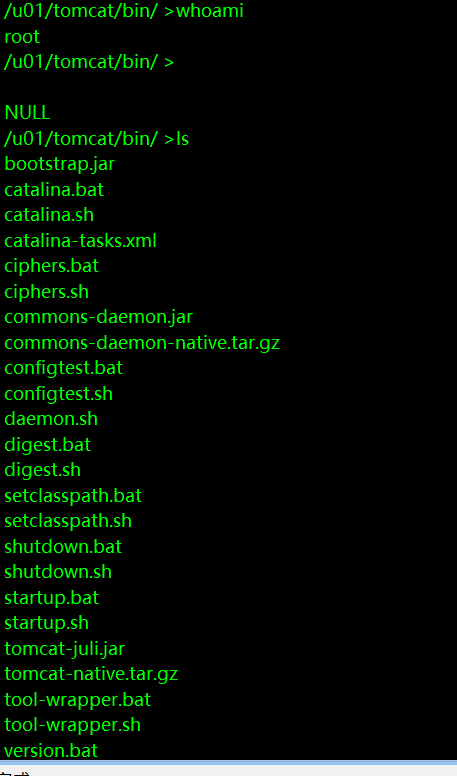 /u01/tomcat/bin/ >whoami
root
/u01/tomcat/bin/ >
NULL
/u01/tomcat/bin/ >ls
bootstrap.jar
catalina.bat
catalina.sh
catalina-tasks.xml
ciphers.bat
ciphers.sh
commons-daemon.jar
commons-daemon-native.tar.gz
configtest.bat
configtest.sh
daemon.sh
digest.bat
digest.sh
setclasspath.bat
setclasspath.sh
shutdown.bat
shutdown.sh
startup.bat
startup.sh
tomcat-juli.jar
tomcat-native.tar.gz
tool-wrapper.bat
tool-wrapper.sh
version.bat